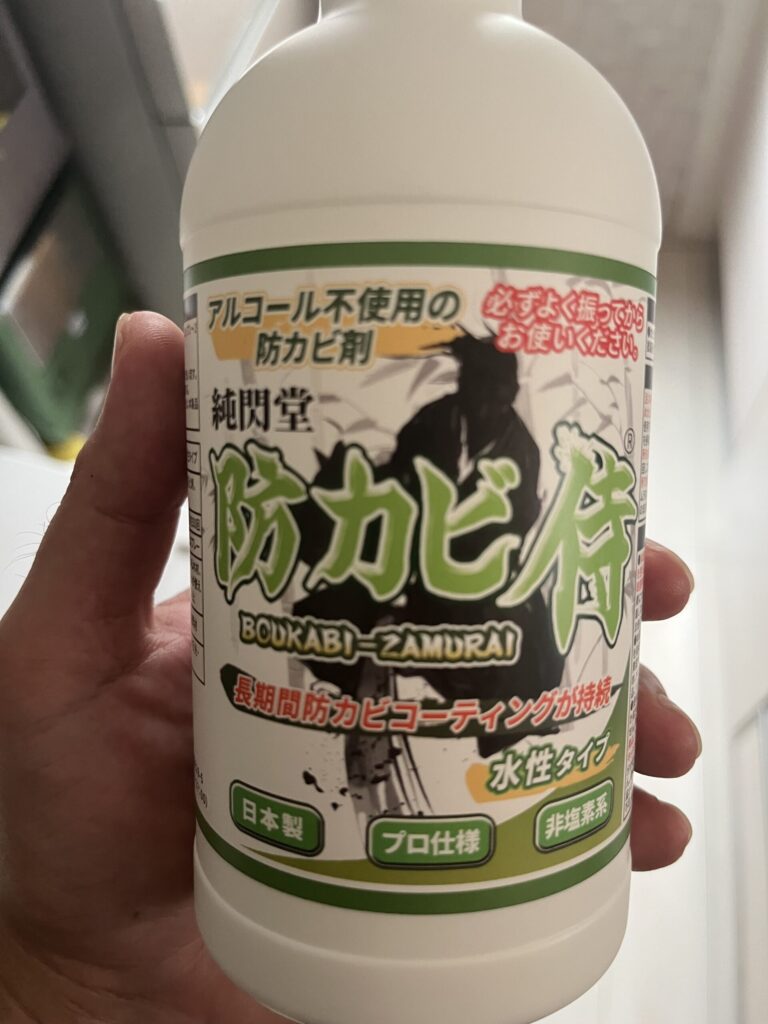 アルコール不使用の
防カビ剤
必ずよく振ってから
お使いください。
純閃堂
防カビ侍®
BOUKABI-ZAMURAI
長期間防カビコーティングが持続
水性タイプ
日本製
プロ仕様
非塩素系